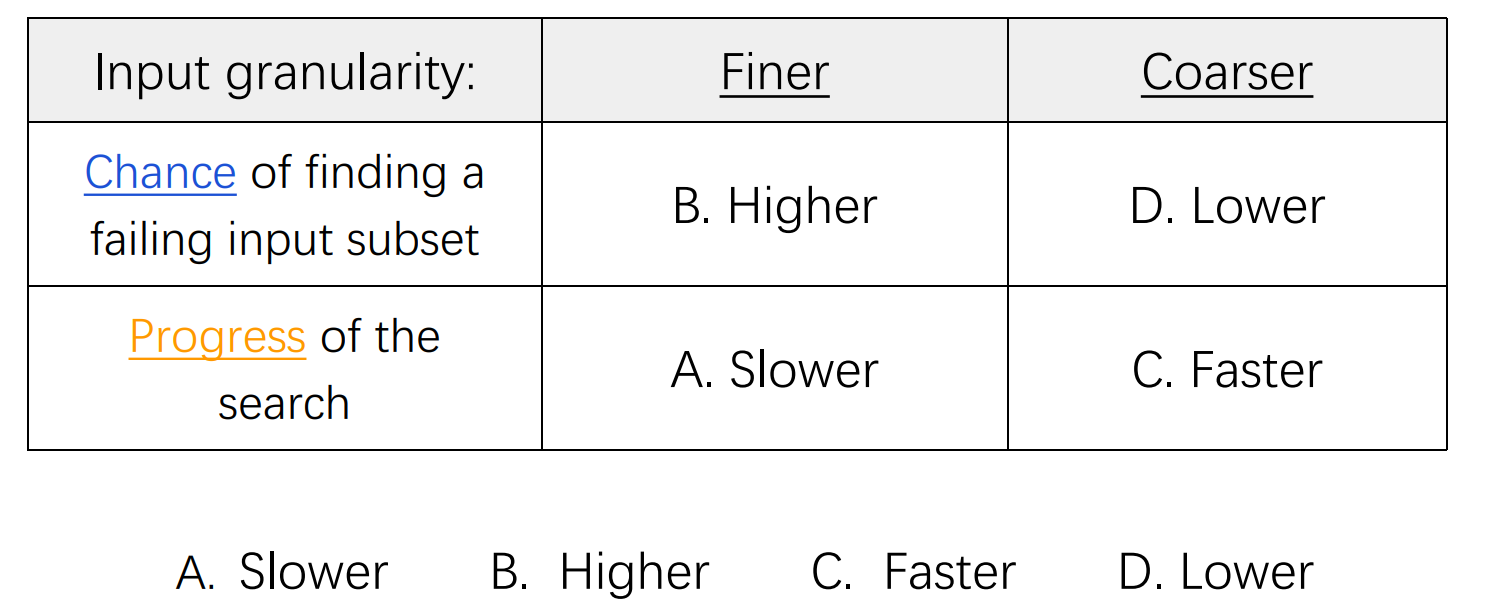 Input granularity: Finer Coarser
Chance of finding a
failing input subset
B. Higher D. Lower
Progress of the
search
A. Slower C. Faster
A. Slower B. Higher C. Faster D. Lower